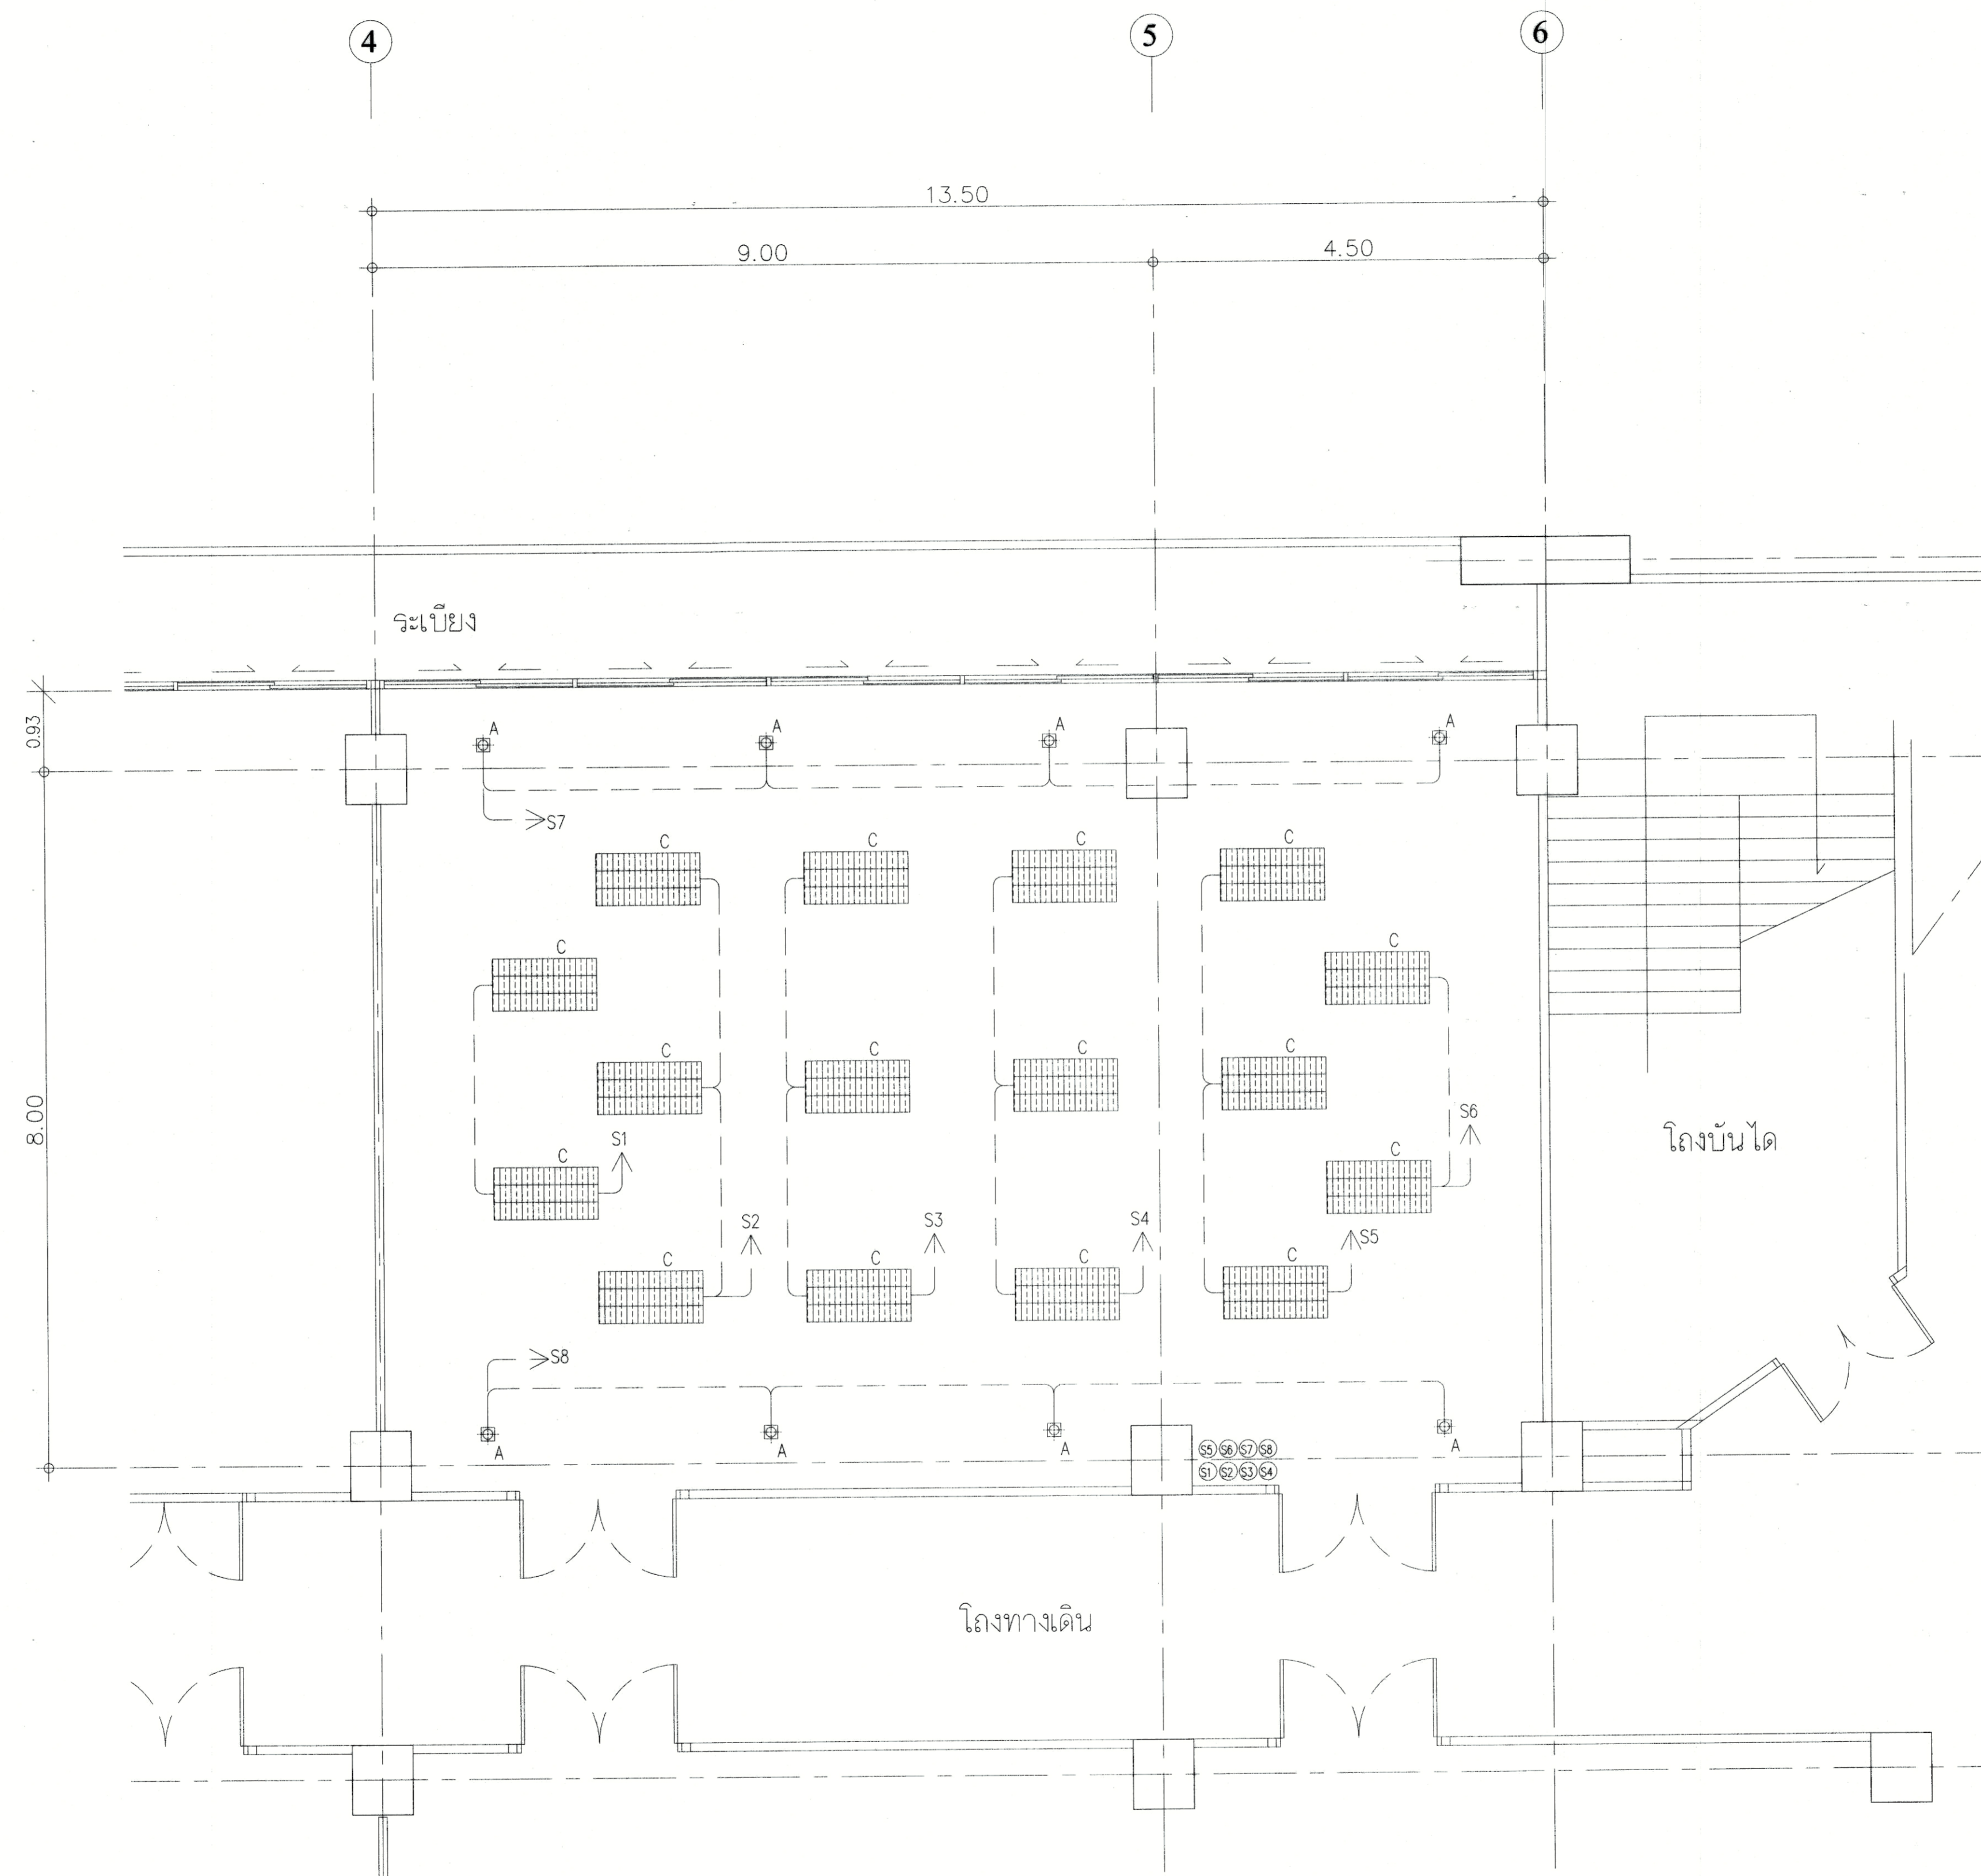 4 5 6
13.50
9.00 4.50
ระเบียง
0.93
A A A A
S7
C C C C
C C
C C C C
8.00
S6
S1
โถงบันได
C C
S2 S3 S4 S5
C C C C
S8
A A A A
S5 S6 S7 S8
S1 S2 S3 S4
โถงทางเดิน